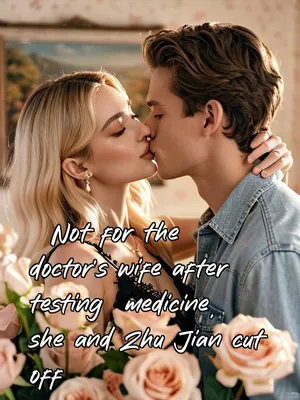 Not for the
doctor's wife after
testing medicine,
she and Zhu Jian cut
off